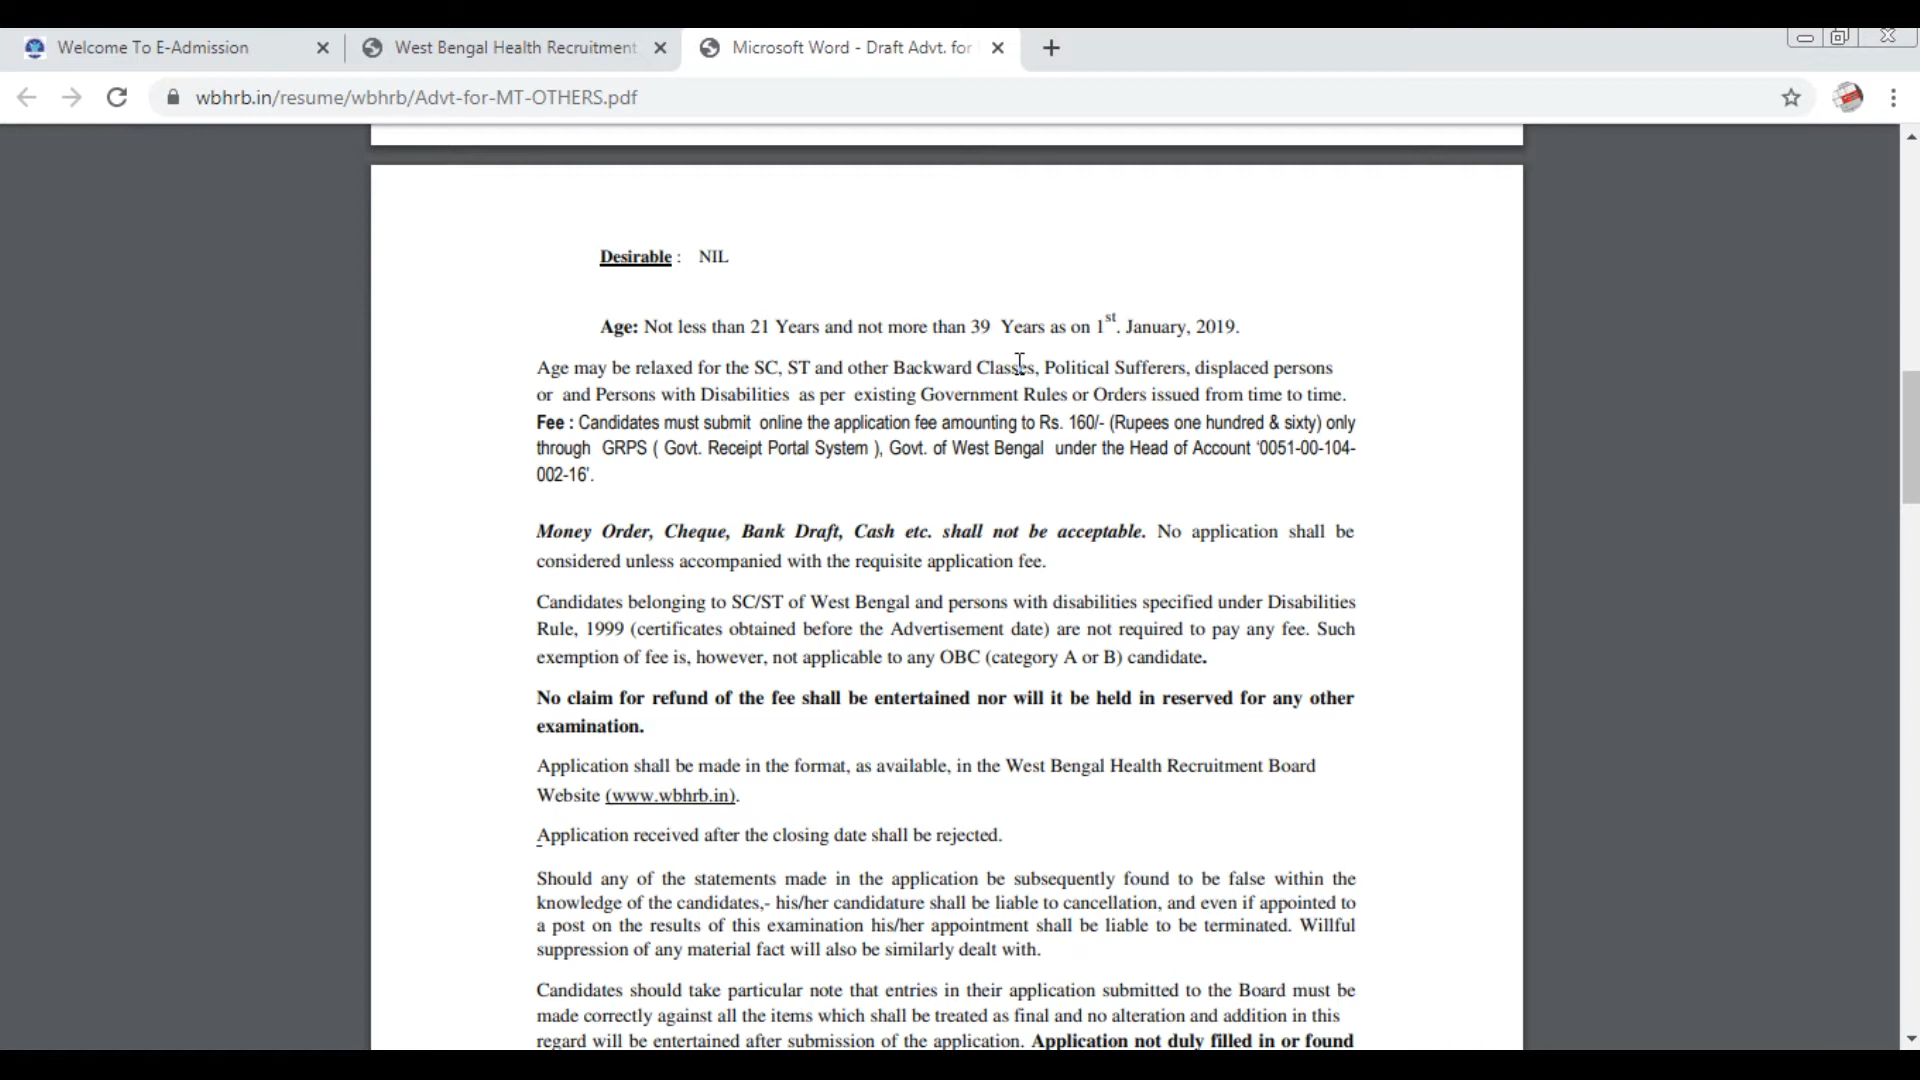 Welcome To E-Admission
West Bengal Health Recruitment
Microsoft Word - Draft Advt. for
wbhrb.in/resume/wbhrb/Advt-for-MT-OTHERS.pdf
Desirable : NIL
Age: Not less than 21 Years and not more than 39 Years as on 1st. January, 2019.
Age may be relaxed for the SC, ST and other Backward Classes, Political Sufferers, displaced persons
or and Persons with Disabilities as per existing Government Rules or Orders issued from time to time.
Fee : Candidates must submit online the application fee amounting to Rs. 160/- (Rupees one hundred & sixty) only
through GRPS ( Govt. Receipt Portal System ), Govt. of West Bengal under the Head of Account ‘0051-00-104-
002-16’.
Money Order, Cheque, Bank Draft, Cash etc. shall not be acceptable. No application shall be
considered unless accompanied with the requisite application fee.
Candidates belonging to SC/ST of West Bengal and persons with disabilities specified under Disabilities
Rule, 1999 (certificates obtained before the Advertisement date) are not required to pay any fee. Such
exemption of fee is, however, not applicable to any OBC (category A or B) candidate.
No claim for refund of the fee shall be entertained nor will it be held in reserved for any other
examination.
Application shall be made in the format, as available, in the West Bengal Health Recruitment Board
Website (www.wbhrb.in).
Application received after the closing date shall be rejected.
Should any of the statements made in the application be subsequently found to be false within the
knowledge of the candidates,- his/her candidature shall be liable to cancellation, and even if appointed to
a post on the results of this examination his/her appointment shall be liable to be terminated. Willful
suppression of any material fact will also be similarly dealt with.
Candidates should take particular note that entries in their application submitted to the Board must be
made correctly against all the items which shall be treated as final and no alteration and addition in this
regard will be entertained after submission of the application. Application not duly filled in or found